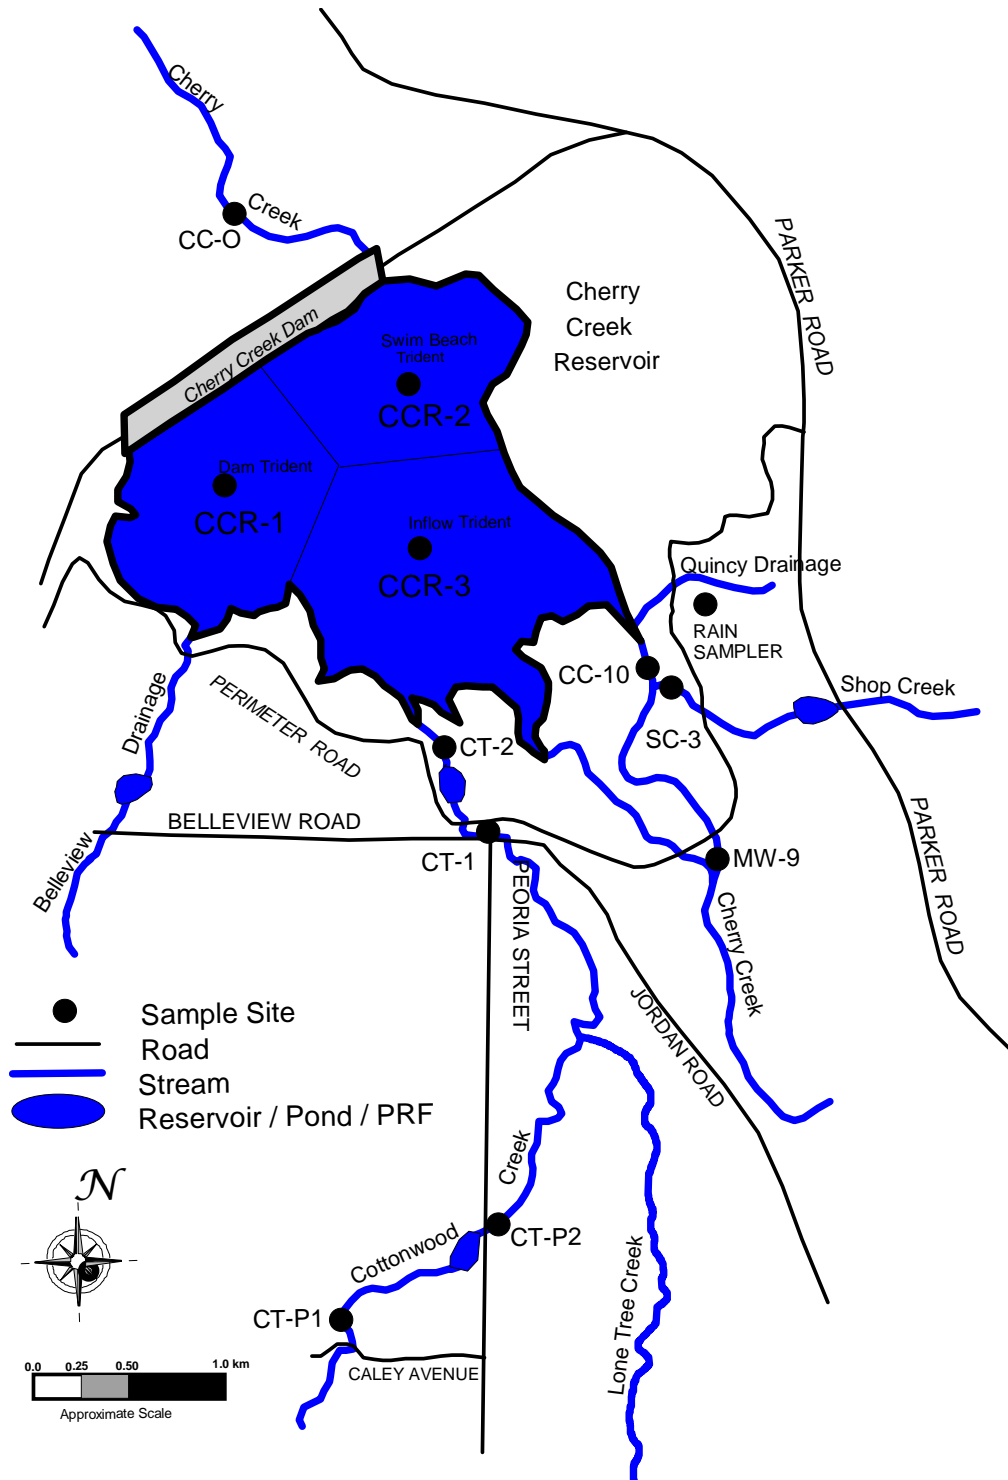 Cherry
Creek
CC-O
PARKER ROAD
Cherry
Creek
Reservoir
Cherry Creek Dam
Swim Beach
Trident
CCR-2
Dam Trident
CCR-1
Inflow Trident
CCR-3
Quincy Drainage
RAIN
SAMPLER
CC-10
Shop Creek
SC-3
Drainage
PERIMETER ROAD
CT-2
BELLEVIEW ROAD
CT-1
MW-9
PARKER ROAD
Belleview
PEORIA STREET
Cherry Creek
JORDAN ROAD
Sample Site
Road
Stream
Reservoir / Pond / PRF
Creek
N
CT-P2
Cottonwood
Lone Tree Creek
CT-P1
CALEY AVENUE
0.0 0.25 0.50 1.0 km
Approximate Scale